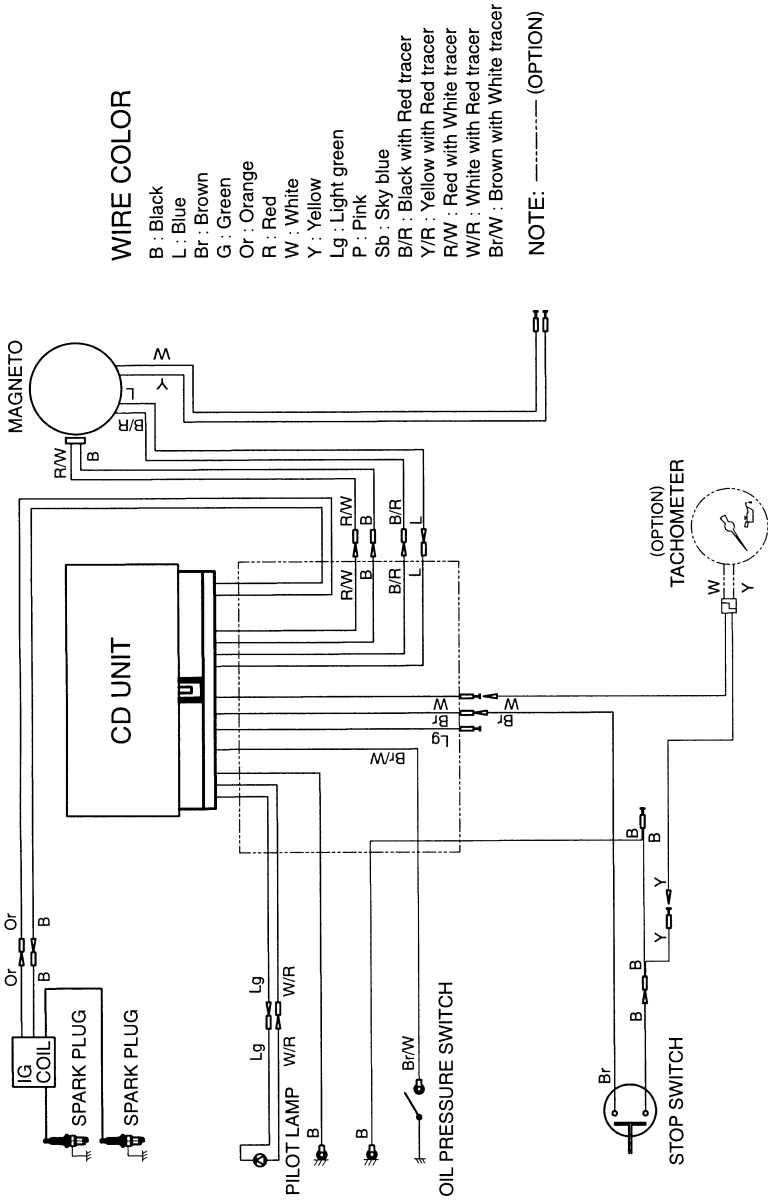 WIRE COLOR
B : Black
L : Blue
Br : Brown
G : Green
Or : Orange
R : Red
W : White
Y : Yellow
Lg : Light green
P : Pink
Sb : Sky blue
B/R : Black with Red tracer
Y/R : Yellow with Red tracer
R/W : Red with White tracer
W/R : White with Red tracer
Br/W : Brown with White tracer
NOTE: (OPTION)
MAGNETO
W
Y
L
B/R
R/W
B
R/W
B
B/R
L
R/W
B
B/R
L
CD UNIT
W
Br
Lg
W
Br
Br/W
(OPTION)
TACHOMETER
W
Y
Or
B
Or
B
IG
COIL
SPARK PLUG
SPARK PLUG
Lg
W/R
Lg
W/R
PILOT LAMP
B
B
Br/W
OIL PRESSURE SWITCH
B
B
Y
Y
B
B
Br
STOP SWITCH